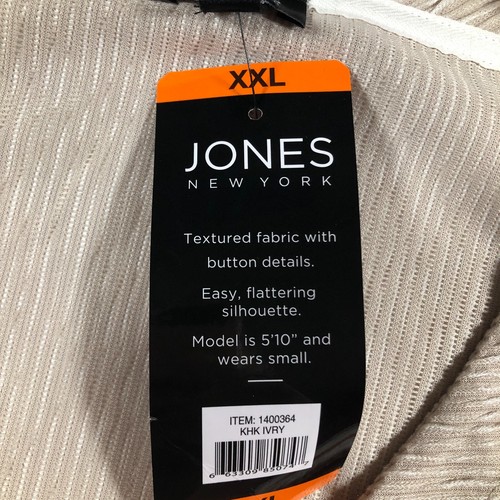 XXL
JONES
NEW YORK
Textured fabric with
button details.
Easy, flattering
silhouette.
Model is 5'10" and
wears small.
ITEM: 1400364
KHK IVRY
XXL